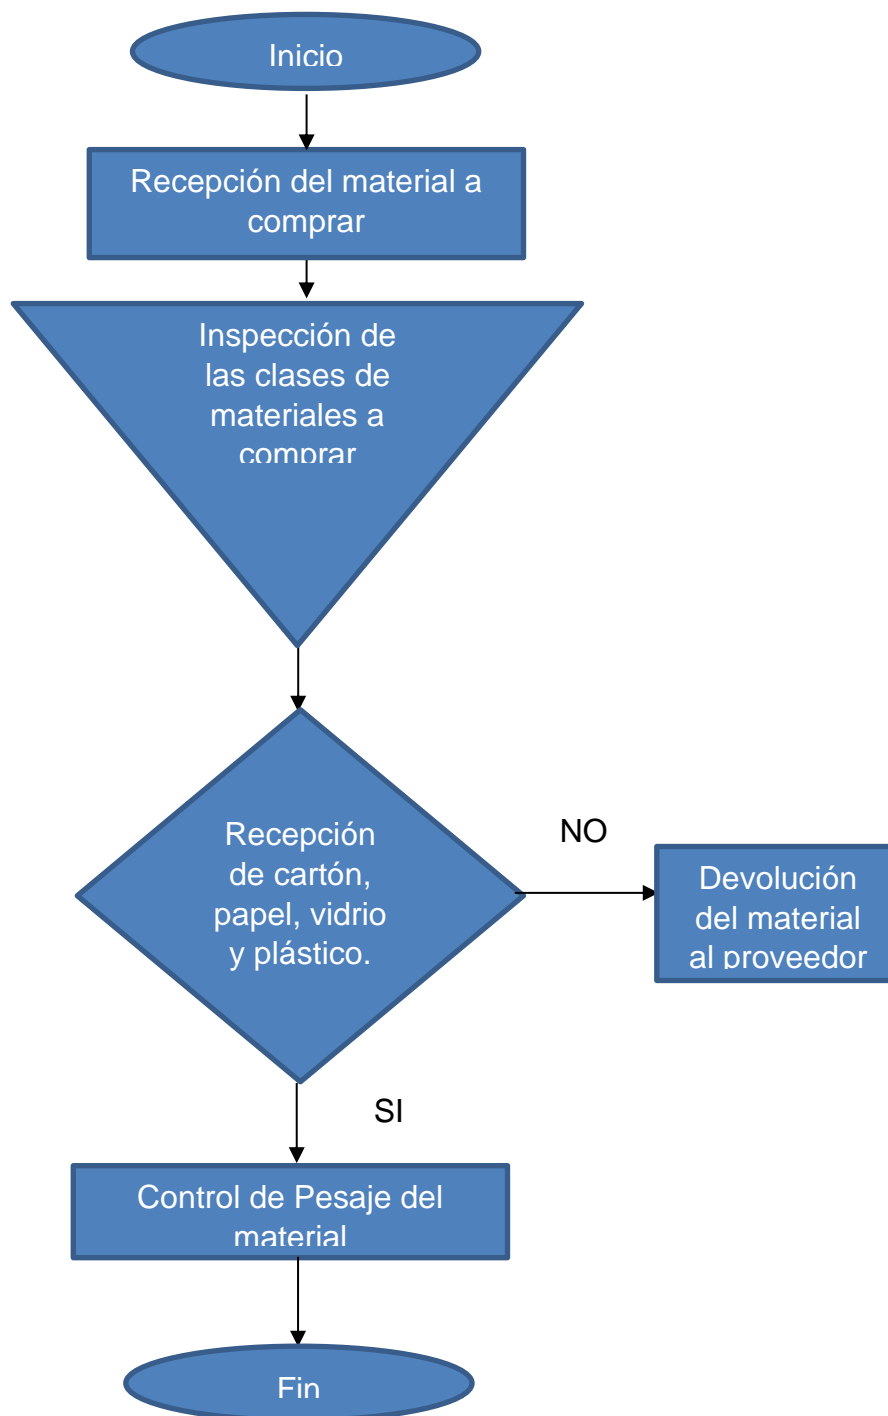 Inicio
Recepción del material a
comprar
Inspección de
las clases de
materiales a
comprar
Recepción
de cartón,
papel, vidrio
y plástico.
NO
Devolución
del material
al proveedor
SI
Control de Pesaje del
material
Fin